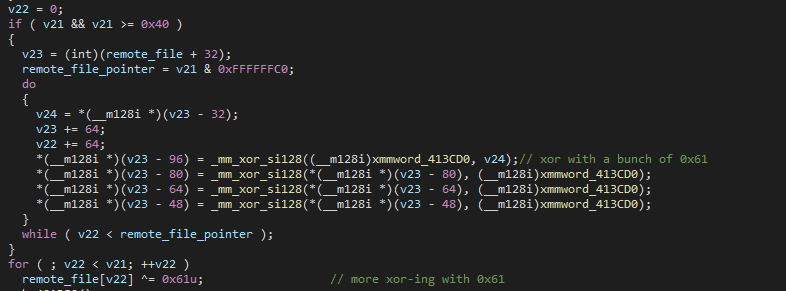 v22 = 0;
if ( v21 && v21 >= 0x40 )
{
v23 = (int)(remote_file + 32);
remote_file_pointer = v21 & 0xFFFFFFC0;
do
{
v24 = *(__m128i *)(v23 - 32);
v23 += 64;
v22 += 64;
*(__m128i *)(v23 - 96) = _mm_xor_si128((__m128i)xmmword_413CD0, v24);// xor with a bunch of 0x61
*(__m128i *)(v23 - 80) = _mm_xor_si128(*(__m128i *)(v23 - 80), (__m128i)xmmword_413CD0);
*(__m128i *)(v23 - 64) = _mm_xor_si128(*(__m128i *)(v23 - 64), (__m128i)xmmword_413CD0);
*(__m128i *)(v23 - 48) = _mm_xor_si128(*(__m128i *)(v23 - 48), (__m128i)xmmword_413CD0);
}
while ( v22 < remote_file_pointer );
}
for ( ; v22 < v21; ++v22 )
remote_file[v22] ^= 0x61u; // more xor-ing with 0x61